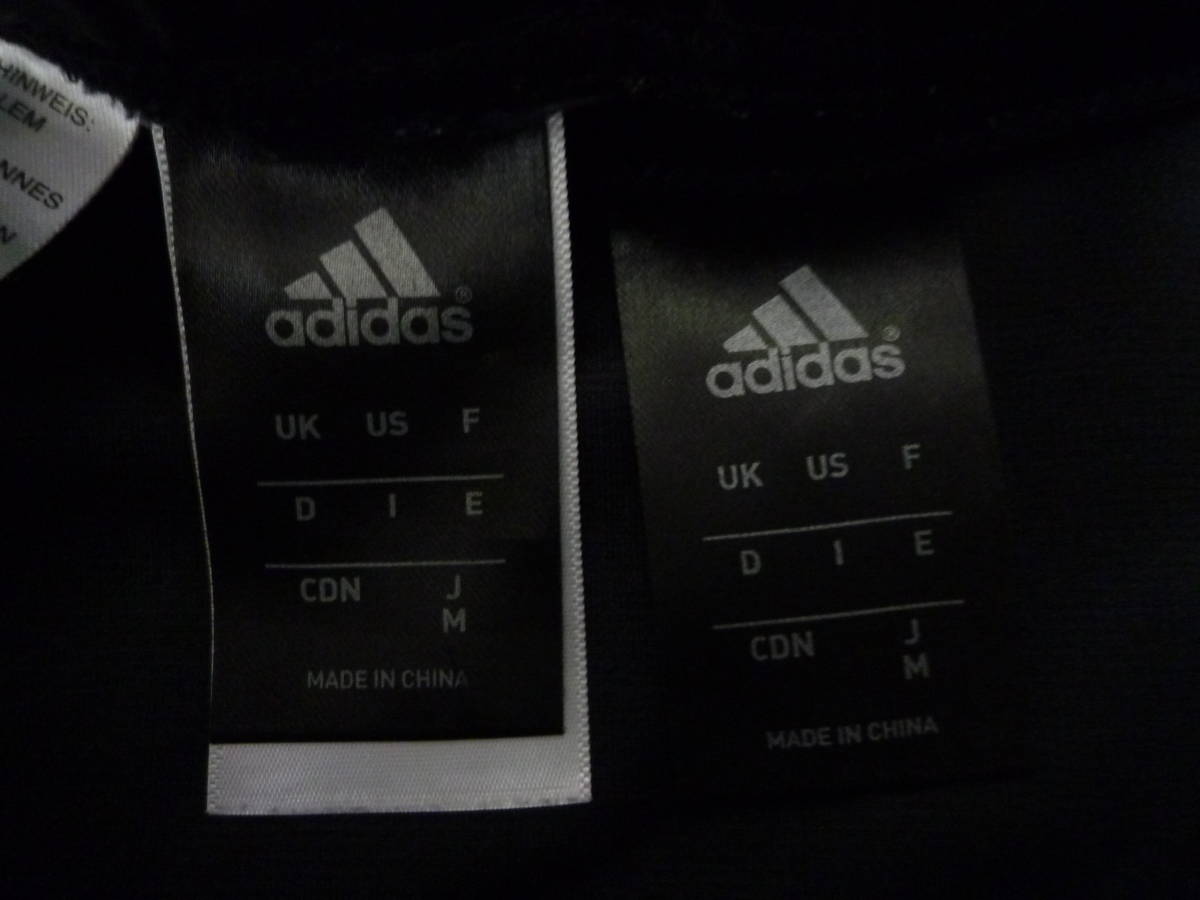 HINWEIS:
LEM
NNES
N
adidas®
UK US F
D I E
CDN J
M
MADE IN CHINA
adidas®
UK US F
D I E
CDN J
M
MADE IN CHINA